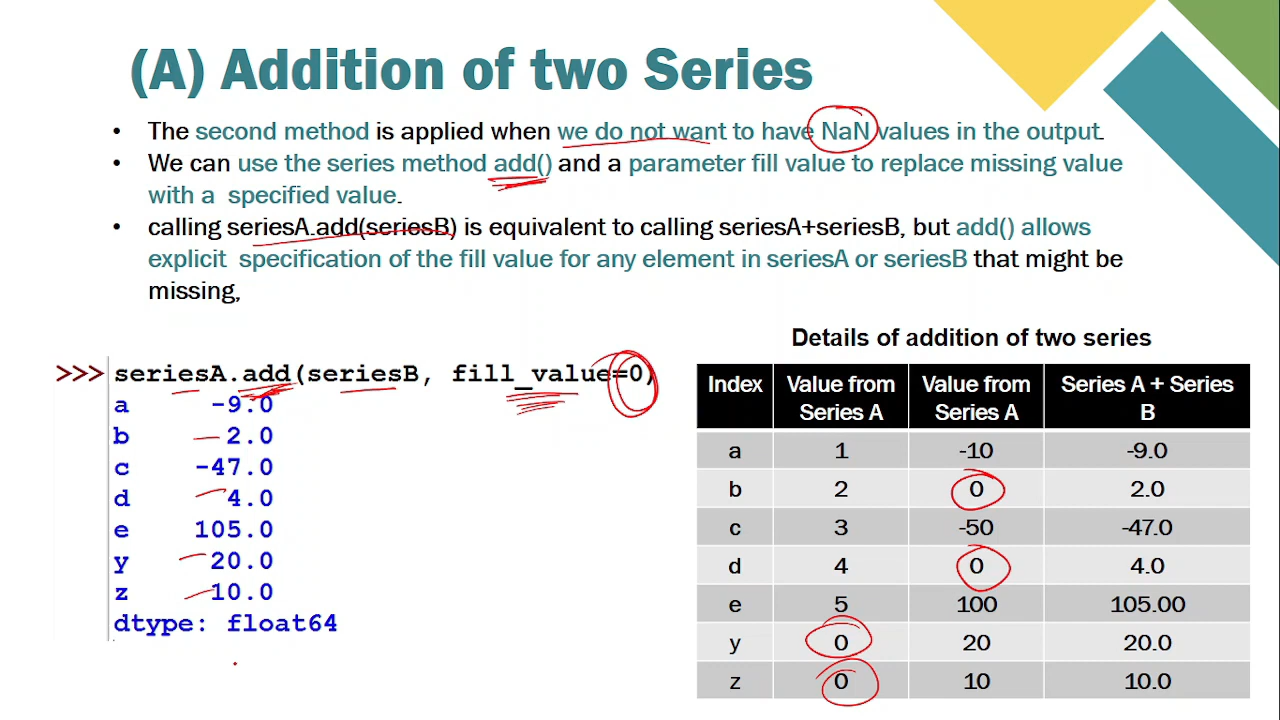 (A) Addition of two Series
• The second method is applied when we do not want to have NaN values in the output.
• We can use the series method add() and a parameter fill value to replace missing value
with a specified value.
• calling seriesA.add(seriesB) is equivalent to calling seriesA+seriesB, but add() allows
explicit specification of the fill value for any element in seriesA or seriesB that might be
missing,
>>> seriesA.add(seriesB, fill_value=0)
a -9.0
b 2.0
c -47.0
d 4.0
e 105.0
y 20.0
z 10.0
dtype: float64
Details of addition of two series
Index Value from Series A Value from Series A Series A + Series B
a 1 -10 -9.0
b 2 0 2.0
c 3 -50 -47.0
d 4 0 4.0
e 5 100 105.00
y 0 20 20.0
z 0 10 10.0